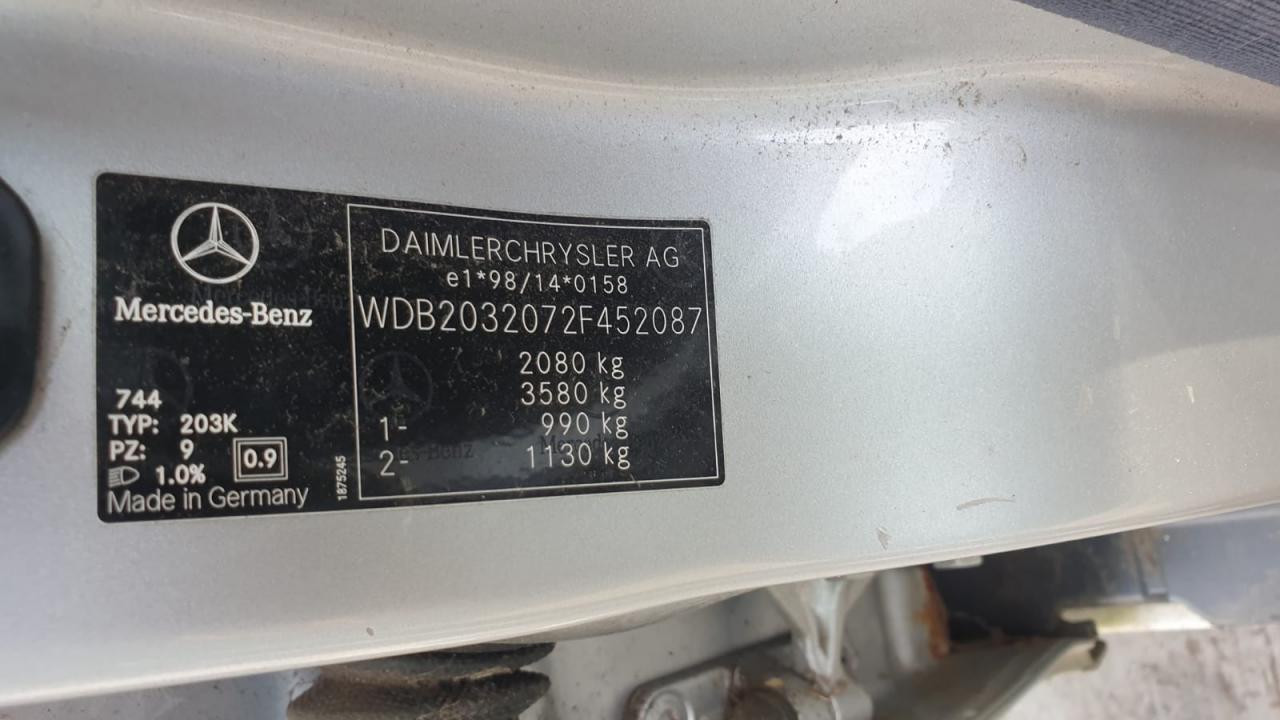 Mercedes-Benz
744
TYP: 203K
PZ: 9
0.9
1.0%
Made in Germany
1875245
DAIMLERCHRYSLER AG
e1*98/14*0158
WDB2032072F452087
2080 kg
3580 kg
1- 990 kg
2- 1130 kg